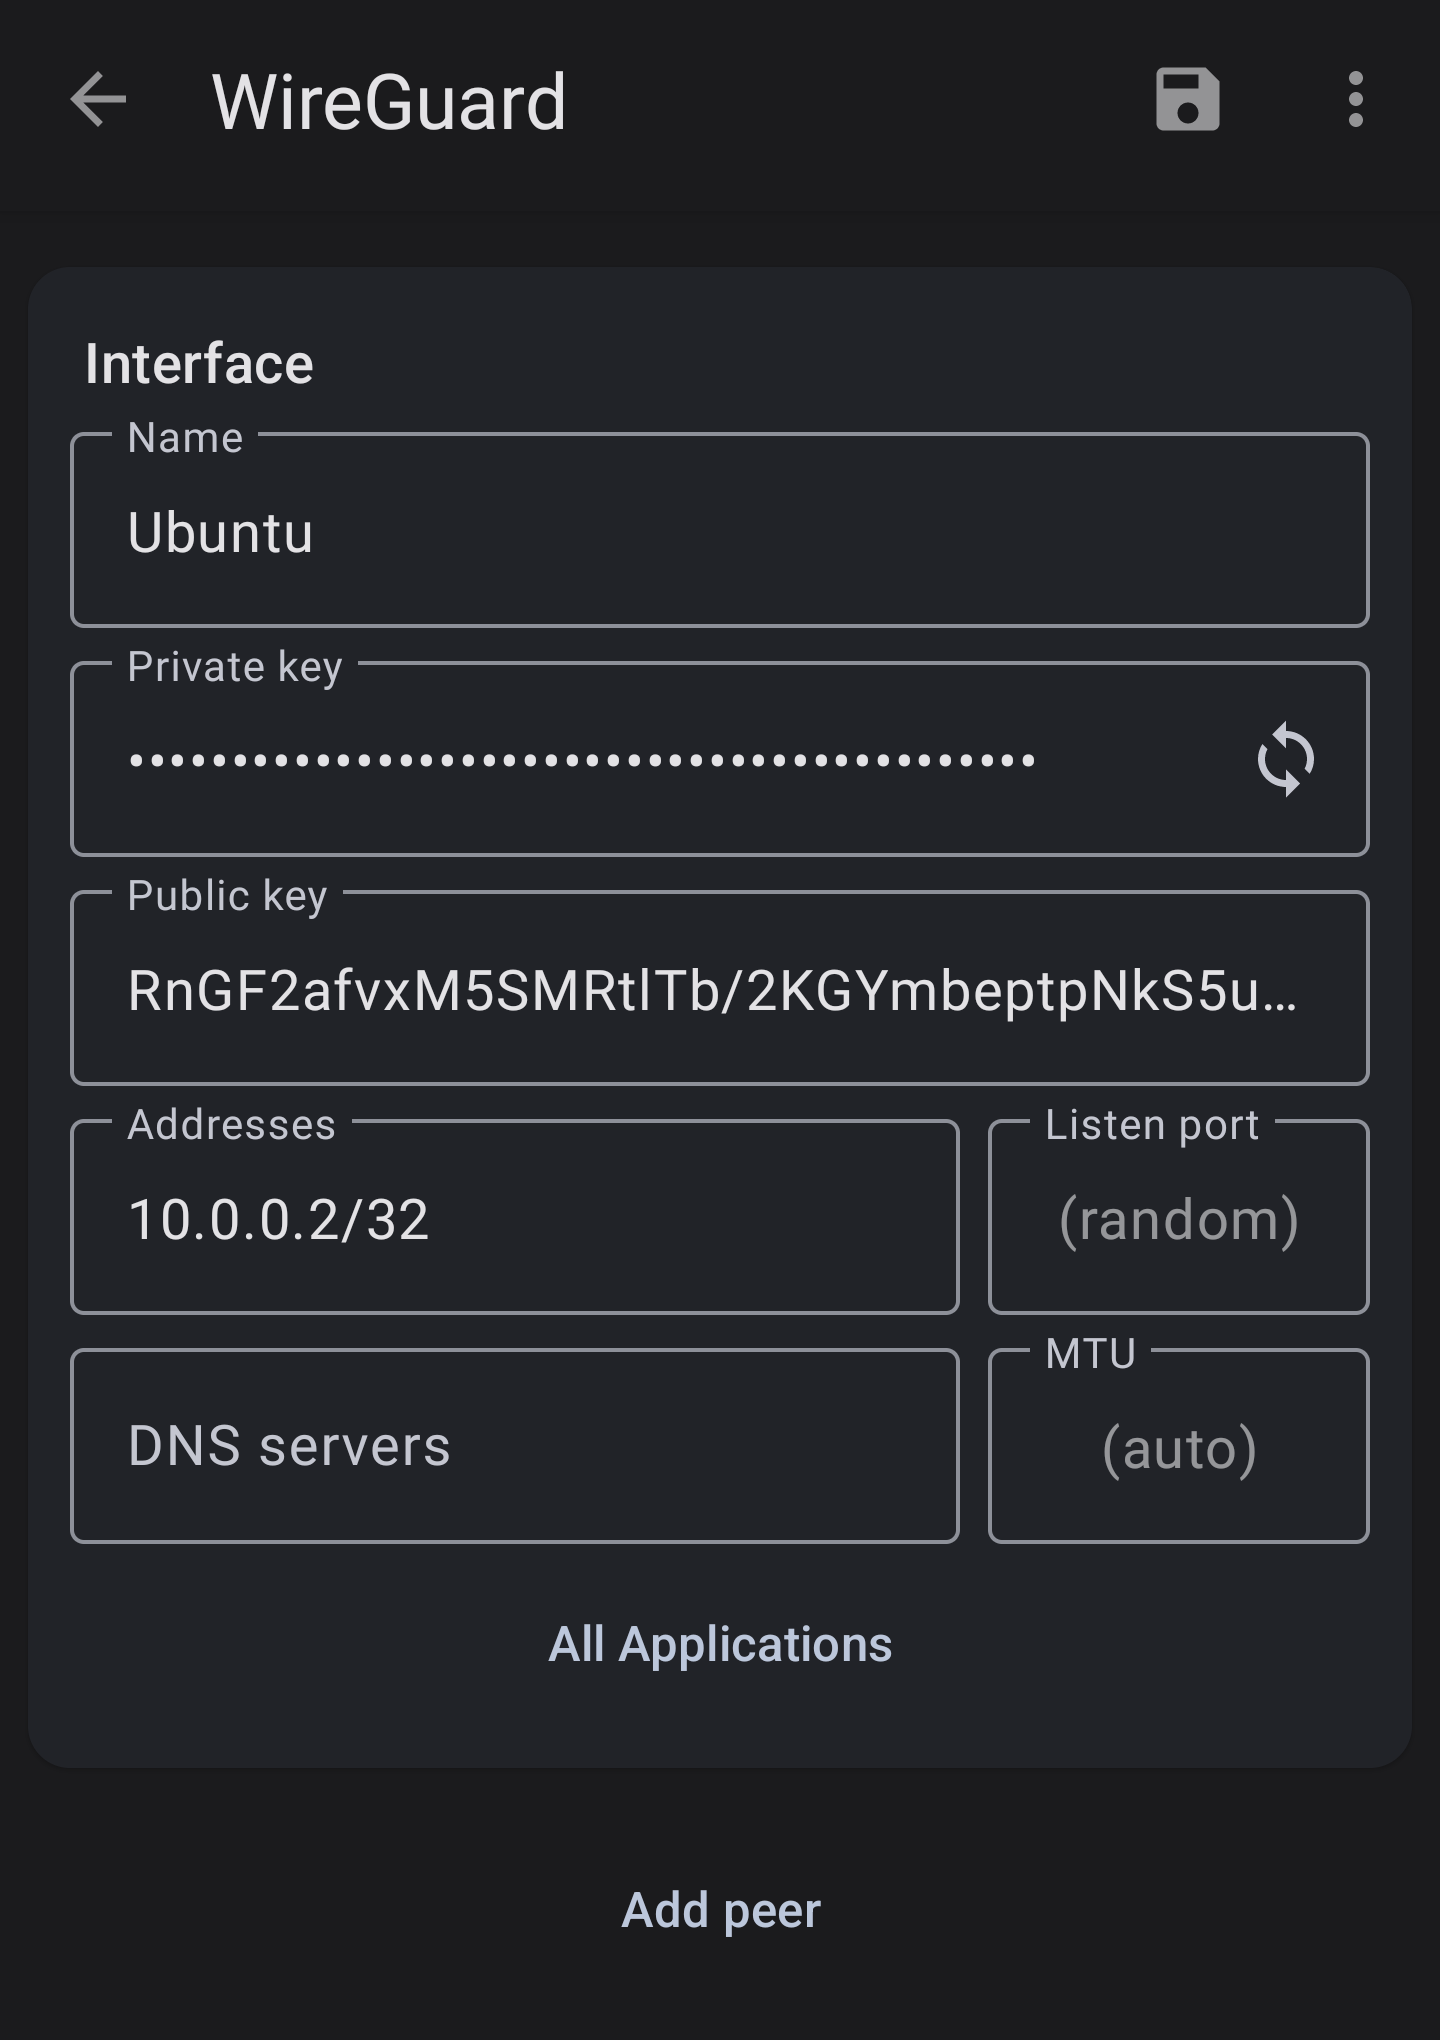 WireGuard
Interface
Name
Ubuntu
Private key
••••••••••••••••••••••••••••••••••••••••••••
Public key
RnGF2afvxM5SMRtlTb/2KGYmbeptpNkS5u…
Addresses
10.0.0.2/32
Listen port
(random)
DNS servers
MTU
(auto)
All Applications
Add peer